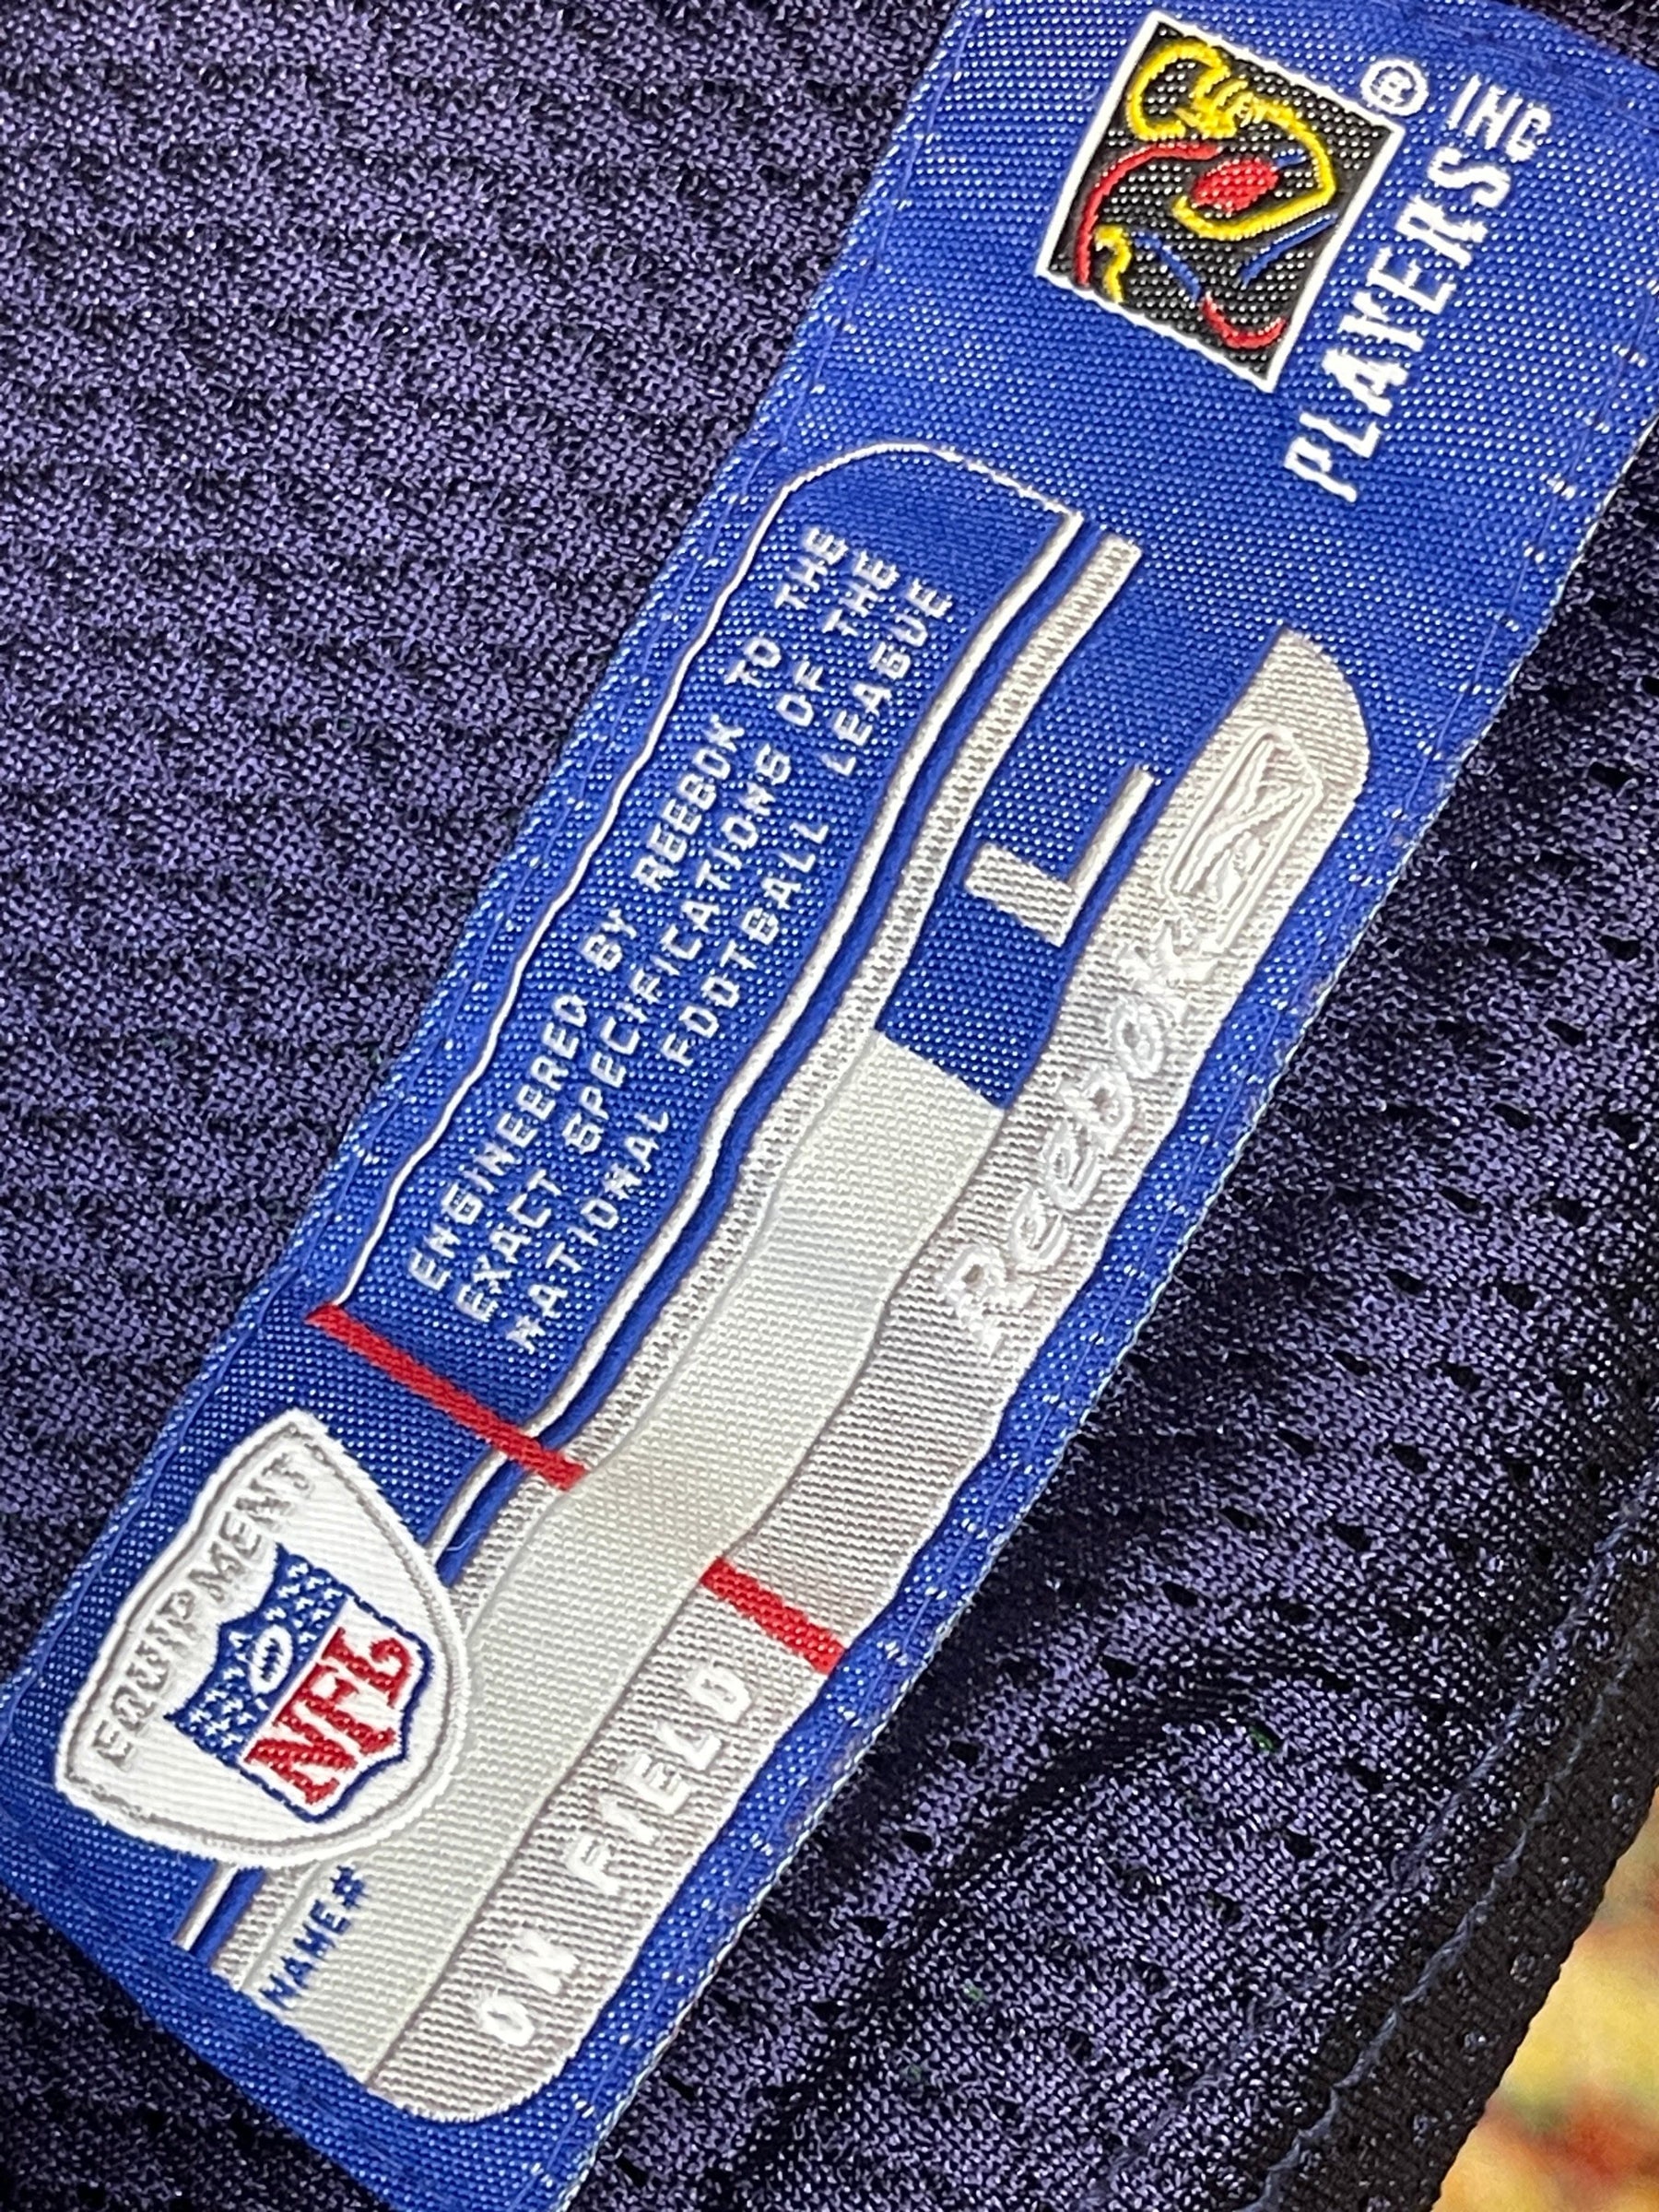 PLAYERS INC
®
ENGINEERED BY REEBOK TO THE
EXACT SPECIFICATIONS OF THE
NATIONAL FOOTBALL LEAGUE
L
Reebok
EQUIPMENT
NFL
NAME #
ON FIELD